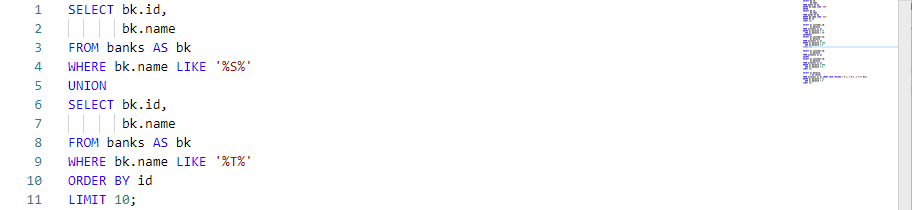 1 SELECT bk.id,
2 bk.name
3 FROM banks AS bk
4 WHERE bk.name LIKE '%S%'
5 UNION
6 SELECT bk.id,
7 bk.name
8 FROM banks AS bk
9 WHERE bk.name LIKE '%T%'
10 ORDER BY id
11 LIMIT 10;